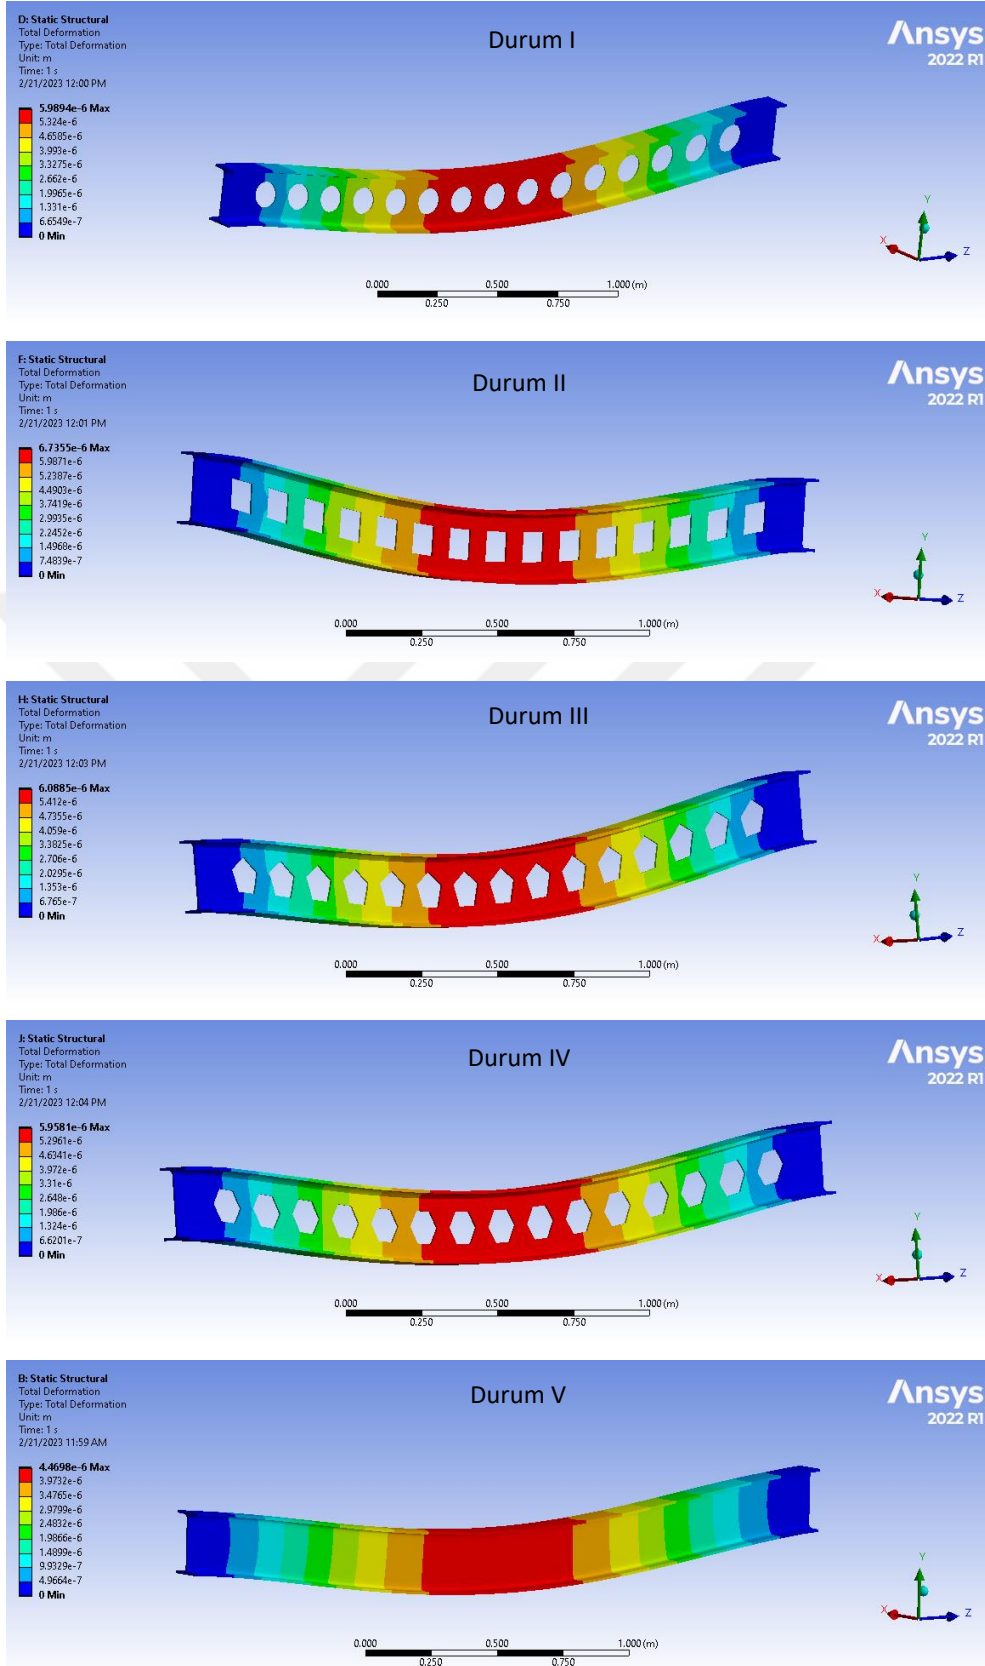 D: Static Structural
Total Deformation
Type: Total Deformation
Unit: m
Time: 1 s
2/21/2023 12:00 PM
Durum I
Ansys
2022 R1
5.9894e-6 Max
5.324e-6
4.6585e-6
3.993e-6
3.3275e-6
2.662e-6
1.9965e-6
1.331e-6
6.6549e-7
0 Min
Y
X
Z
0.000 0.500 1.000 (m)
0.250 0.750
F: Static Structural
Total Deformation
Type: Total Deformation
Unit: m
Time: 1 s
2/21/2023 12:01 PM
Durum II
Ansys
2022 R1
6.7355e-6 Max
5.9871e-6
5.2387e-6
4.4903e-6
3.7419e-6
2.9935e-6
2.2452e-6
1.4968e-6
7.4839e-7
0 Min
Y
X
Z
0.000 0.500 1.000 (m)
0.250 0.750
H: Static Structural
Total Deformation
Type: Total Deformation
Unit: m
Time: 1 s
2/21/2023 12:03 PM
Durum III
Ansys
2022 R1
6.0885e-6 Max
5.412e-6
4.7355e-6
4.059e-6
3.3825e-6
2.706e-6
2.0295e-6
1.353e-6
6.765e-7
0 Min
Y
X
Z
0.000 0.500 1.000 (m)
0.250 0.750
J: Static Structural
Total Deformation
Type: Total Deformation
Unit: m
Time: 1 s
2/21/2023 12:04 PM
Durum IV
Ansys
2022 R1
5.9581e-6 Max
5.2961e-6
4.6341e-6
3.972e-6
3.31e-6
2.648e-6
1.986e-6
1.324e-6
6.6201e-7
0 Min
Y
X
Z
0.000 0.500 1.000 (m)
0.250 0.750
B: Static Structural
Total Deformation
Type: Total Deformation
Unit: m
Time: 1 s
2/21/2023 11:59 AM
Durum V
Ansys
2022 R1
4.4698e-6 Max
3.9732e-6
3.4765e-6
2.9799e-6
2.4832e-6
1.9866e-6
1.4899e-6
9.9329e-7
4.9664e-7
0 Min
Y
X
Z
0.000 0.500 1.000 (m)
0.250 0.750